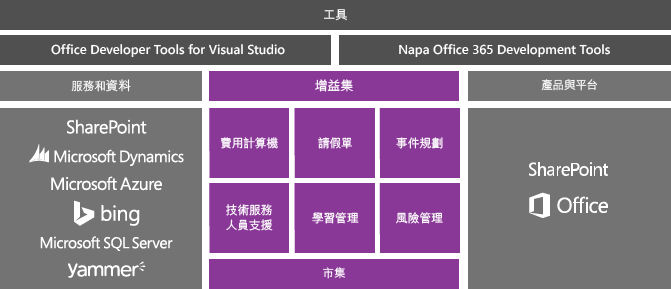 工具
Office Developer Tools for Visual Studio
Napa Office 365 Development Tools
服務和資料
增益集
產品與平台
SharePoint
Microsoft Dynamics
Microsoft Azure
bing
Microsoft SQL Server
yammer
費用計算機
請假單
事件規劃
技術服務
人員支援
學習管理
風險管理
市集
SharePoint
Office